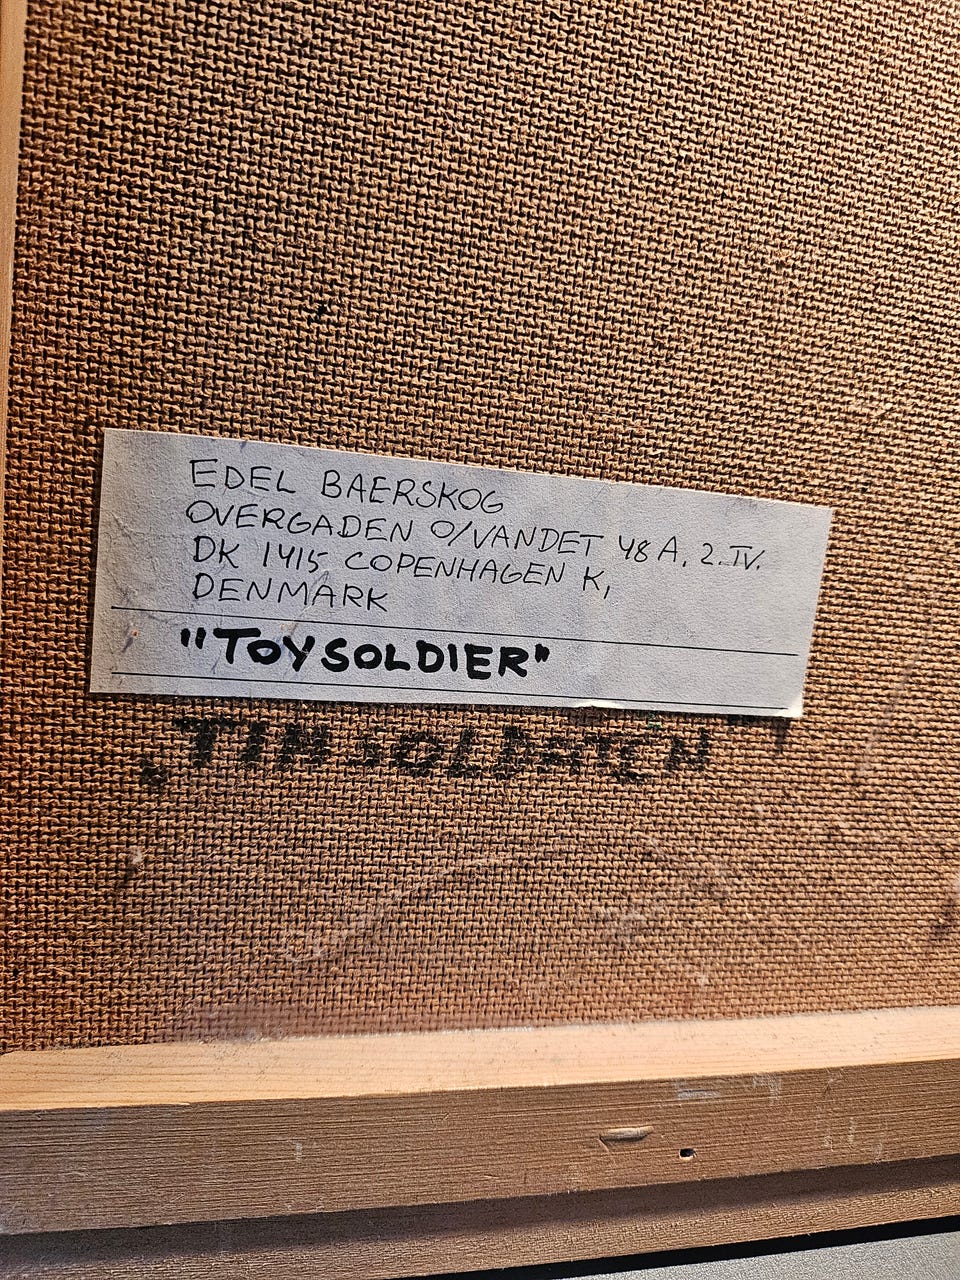 EDEL BAERSKOG
OVERGADEN O/VANDET 48 A, 2. TV.
DK 1415 COPENHAGEN K,
DENMARK
"TOYSOLDIER"
"TINSOLDATEN"